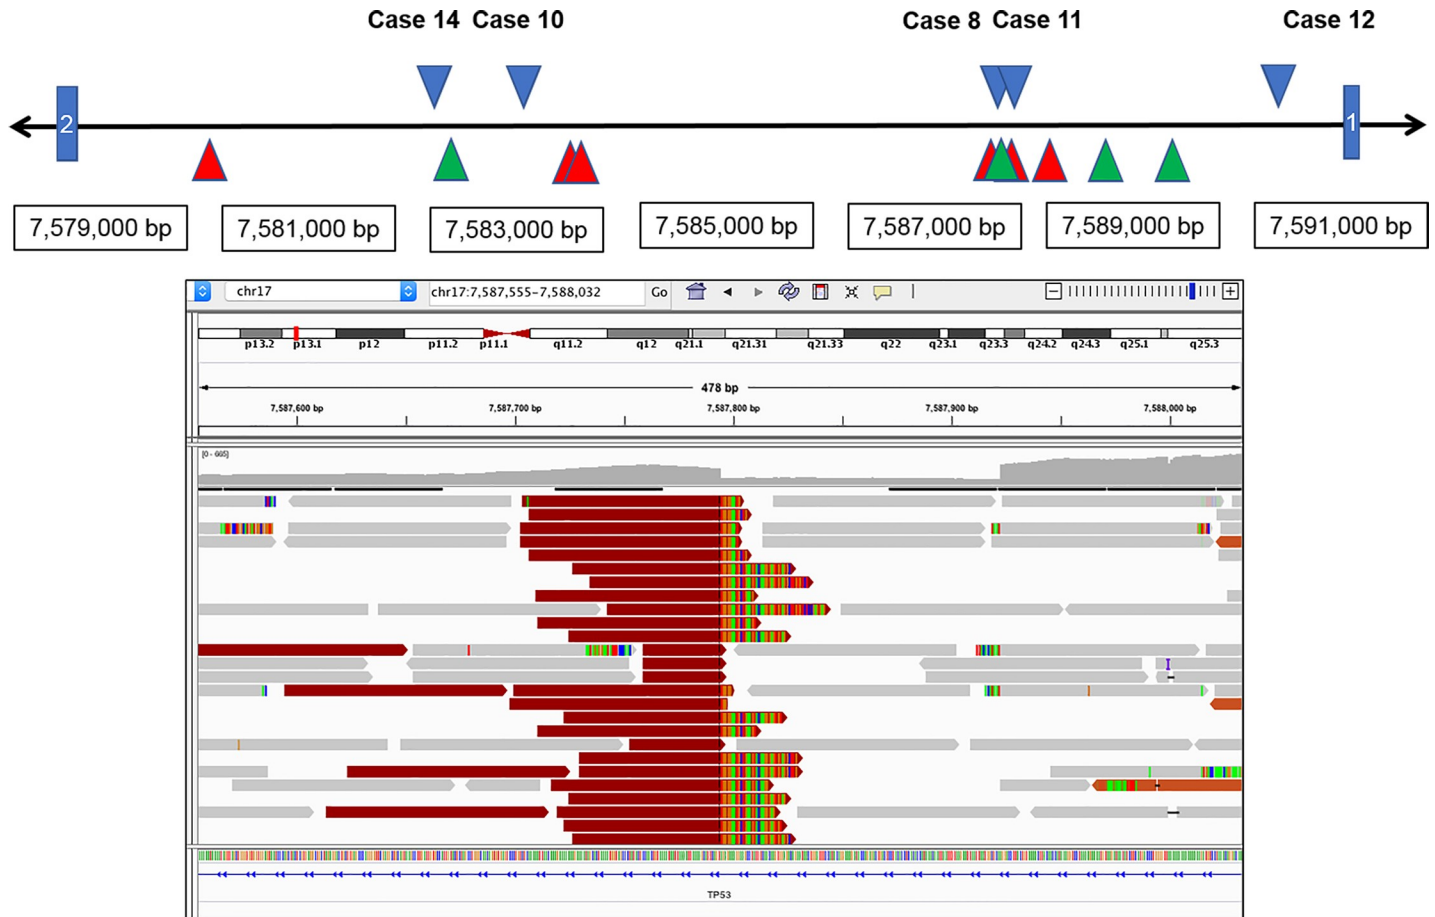 Case 14 Case 10 Case 8 Case 11 Case 12
2 1
7,579,000 bp 7,581,000 bp 7,583,000 bp 7,585,000 bp 7,587,000 bp 7,589,000 bp 7,591,000 bp
chr17 chr17:7,587,555-7,588,032 Go
p13.2 p13.1 p12 p11.2 p11.1 q11.2 q12 q21.1 q21.31 q21.33 q22 q23.1 q23.3 q24.2 q24.3 q25.1 q25.3
478 bp
7,587,600 bp 7,587,700 bp 7,587,800 bp 7,587,900 bp 7,588,000 bp
[0 - 665]
TP53